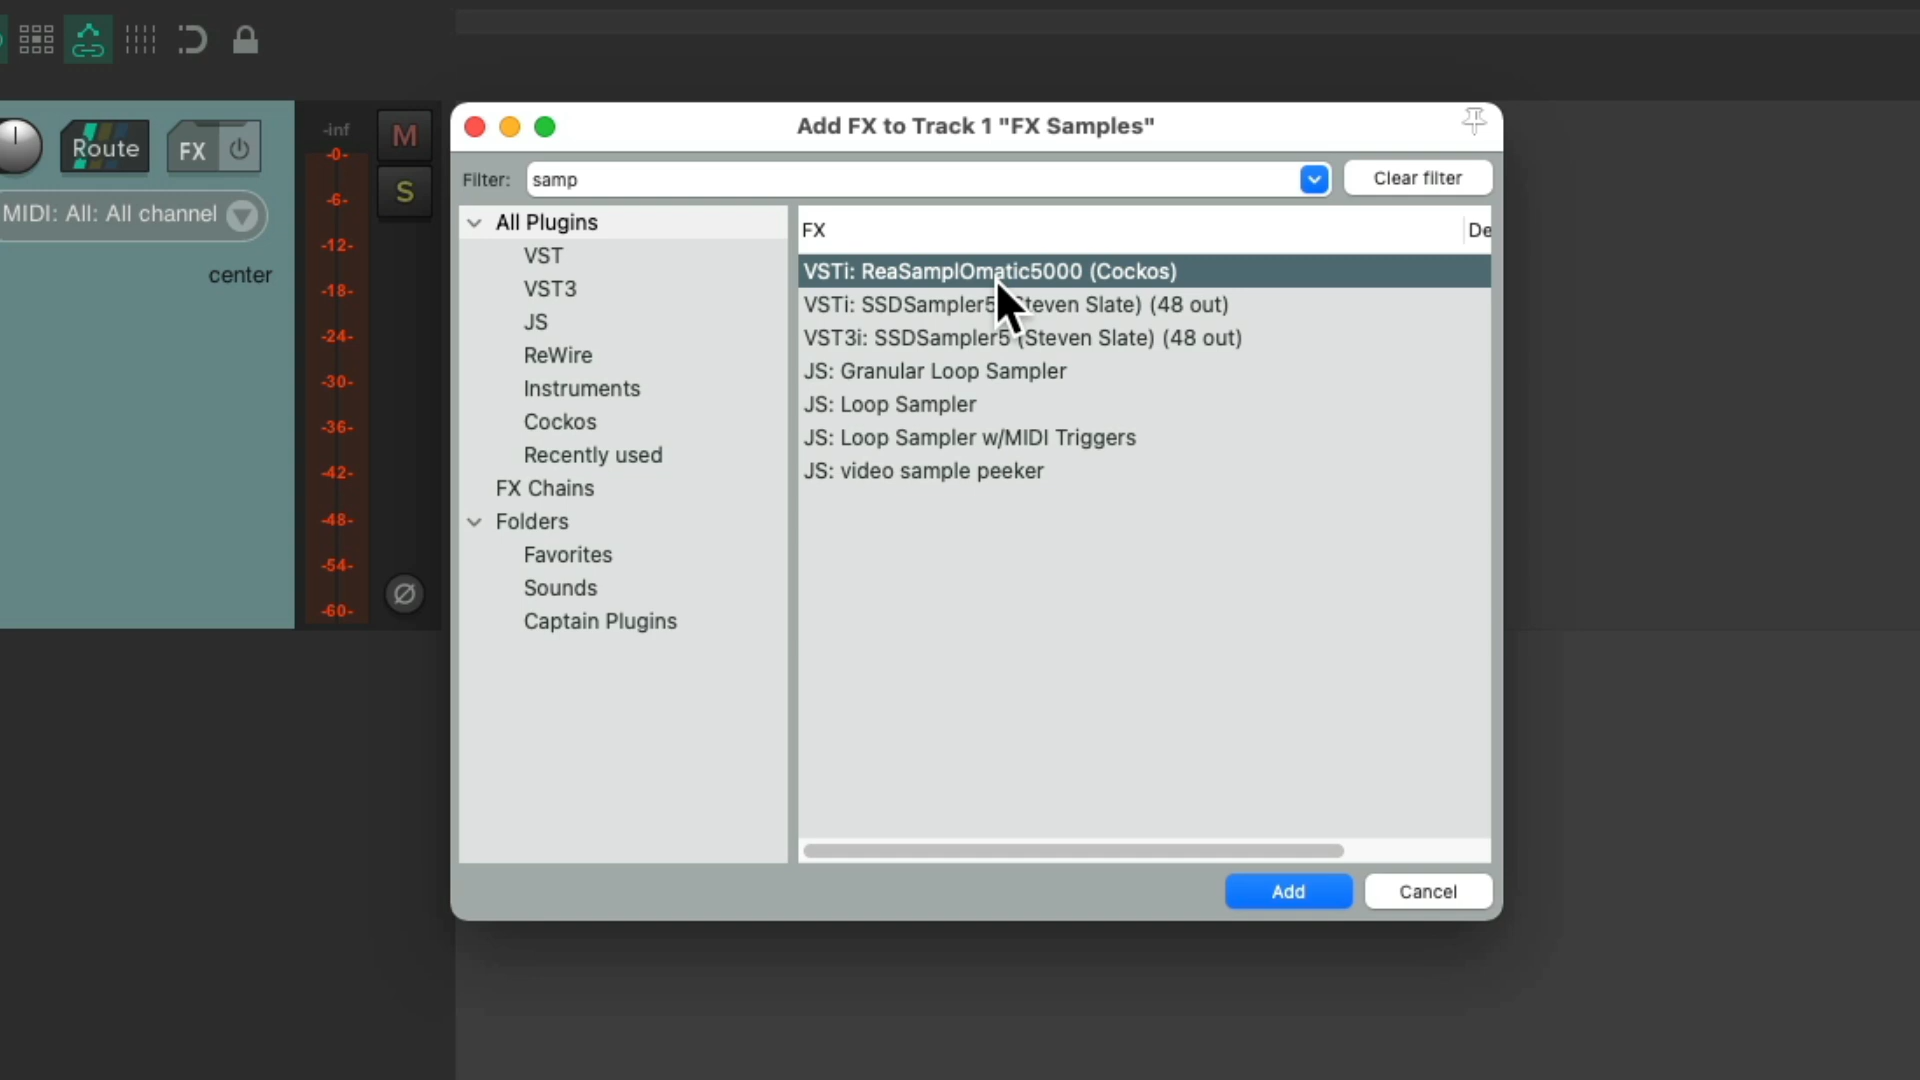 Add FX to Track 1 "FX Samples"
Filter:
samp
Clear filter
All Plugins
VST
VST3
JS
ReWire
Instruments
Cockos
Recently used
FX Chains
Folders
Favorites
Sounds
Captain Plugins
FX
De
VSTi: ReaSamplOmatic5000 (Cockos)
VSTi: SSDSampler5 (Steven Slate) (48 out)
VST3i: SSDSampler5 (Steven Slate) (48 out)
JS: Granular Loop Sampler
JS: Loop Sampler
JS: Loop Sampler w/MIDI Triggers
JS: video sample peeker
Add
Cancel
Route
FX
MIDI: All: All channel
center
-inf
-0-
-6-
-12-
-18-
-24-
-30-
-36-
-42-
-48-
-54-
-60-
M
S